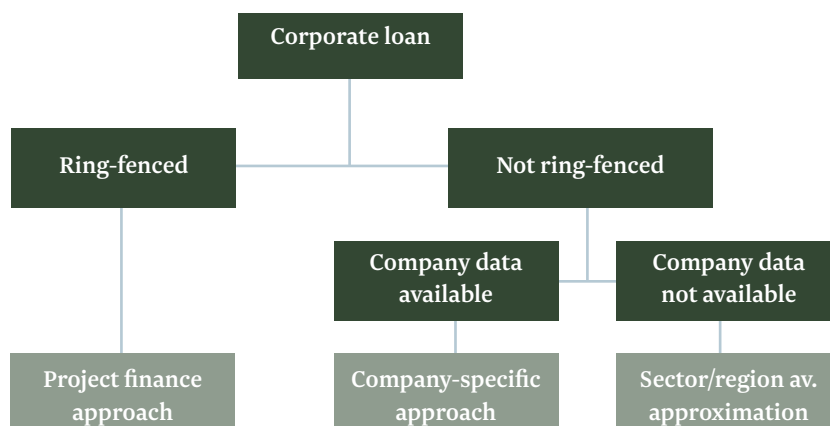 Corporate loan
Ring-fenced
Not ring-fenced
Company data
available
Company data
not available
Project finance
approach
Company-specific
approach
Sector/region av.
approximation